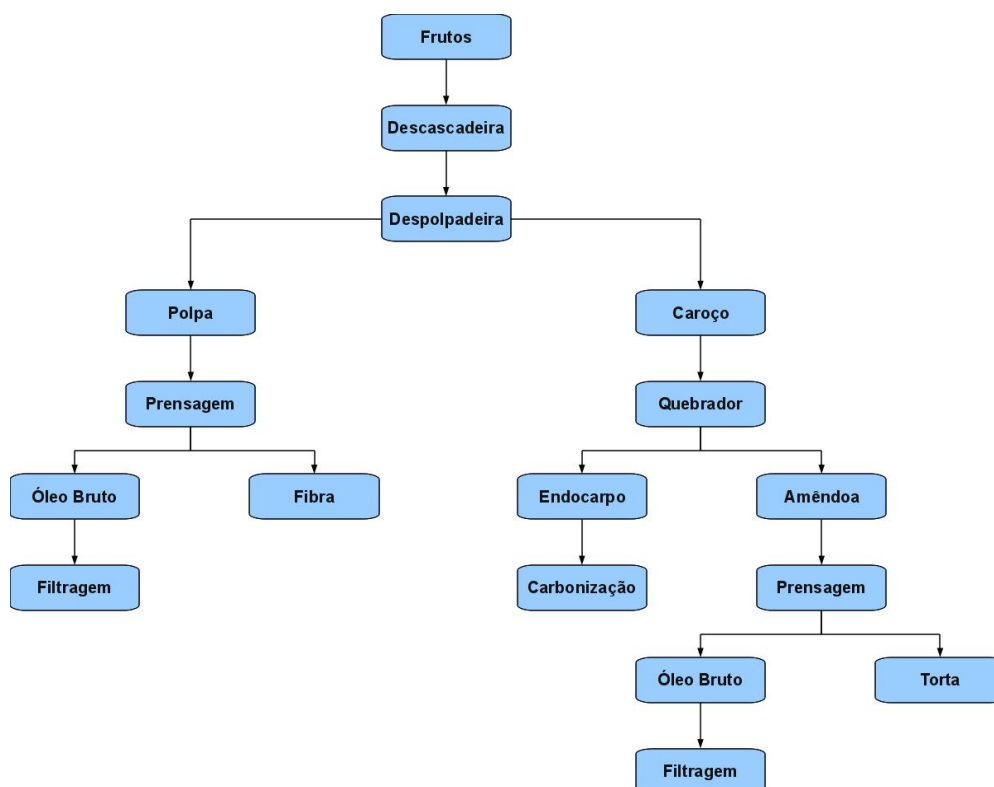 Frutos
Descascadeira
Despolpadeira
Polpa
Caroço
Prensagem
Quebrador
Óleo Bruto
Fibra
Endocarpo
Amêndoa
Filtragem
Carbonização
Prensagem
Óleo Bruto
Torta
Filtragem